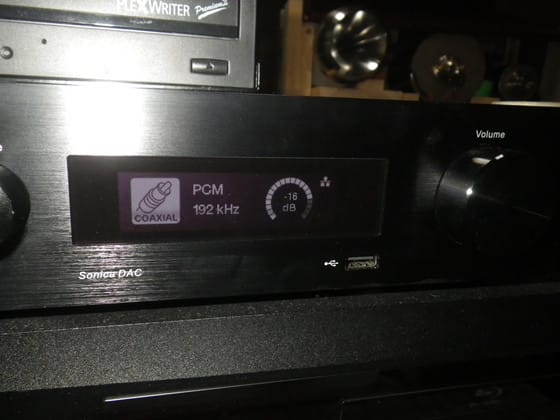 PLEXWRITER Premium2
Volume
COAXIAL
PCM
192 kHz
-16
dB
Sonica DAC